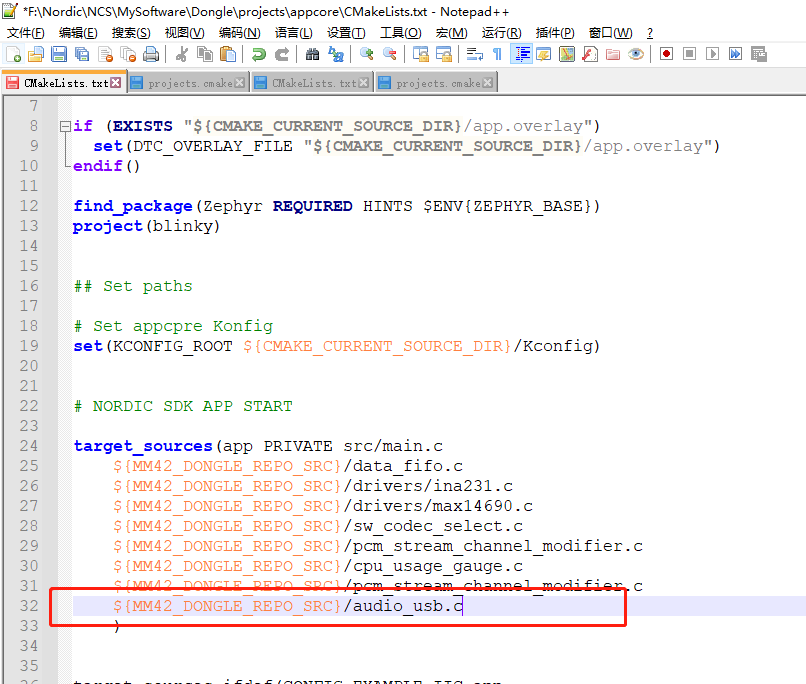 *F:\Nordic\NCS\MySoftware\Dongle\projects\appcore\CMakeLists.txt - Notepad++
文件(F) 编辑(E) 搜索(S) 视图(V) 编码(N) 语言(L) 设置(T) 工具(O) 宏(M) 运行(R) 插件(P) 窗口(W) ?
CMakeLists.txt projects.cmake CMakeLists.txt projects.cmake
7
8 if (EXISTS "${CMAKE_CURRENT_SOURCE_DIR}/app.overlay")
9 set(DTC_OVERLAY_FILE "${CMAKE_CURRENT_SOURCE_DIR}/app.overlay")
10 endif()
11
12 find_package(Zephyr REQUIRED HINTS $ENV{ZEPHYR_BASE})
13 project(blinky)
14
15
16 ## Set paths
17
18 # Set appcpre Konfig
19 set(KCONFIG_ROOT ${CMAKE_CURRENT_SOURCE_DIR}/Kconfig)
20
21
22 # NORDIC SDK APP START
23
24 target_sources(app PRIVATE src/main.c
25 ${MM42_DONGLE_REPO_SRC}/data_fifo.c
26 ${MM42_DONGLE_REPO_SRC}/drivers/ina231.c
27 ${MM42_DONGLE_REPO_SRC}/drivers/max14690.c
28 ${MM42_DONGLE_REPO_SRC}/sw_codec_select.c
29 ${MM42_DONGLE_REPO_SRC}/pcm_stream_channel_modifier.c
30 ${MM42_DONGLE_REPO_SRC}/cpu_usage_gauge.c
31 ${MM42_DONGLE_REPO_SRC}/pcm_stream_channel_modifier.c
32 ${MM42_DONGLE_REPO_SRC}/audio_usb.c
33 )
34
35